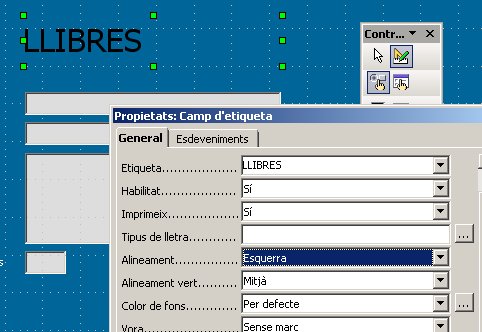 LLIBRES
Contr...
Propietats: Camp d'etiqueta
General Esdeveniments
Etiqueta.................. LLIBRES
Habilitat.................. Sí
Imprimeix................. Sí
Tipus de lletra............ ...
Alineament............... Esquerra
Alineament vert......... Mitjà
Color de fons............. Per defecte ...
Vora....................... Sense marc
s